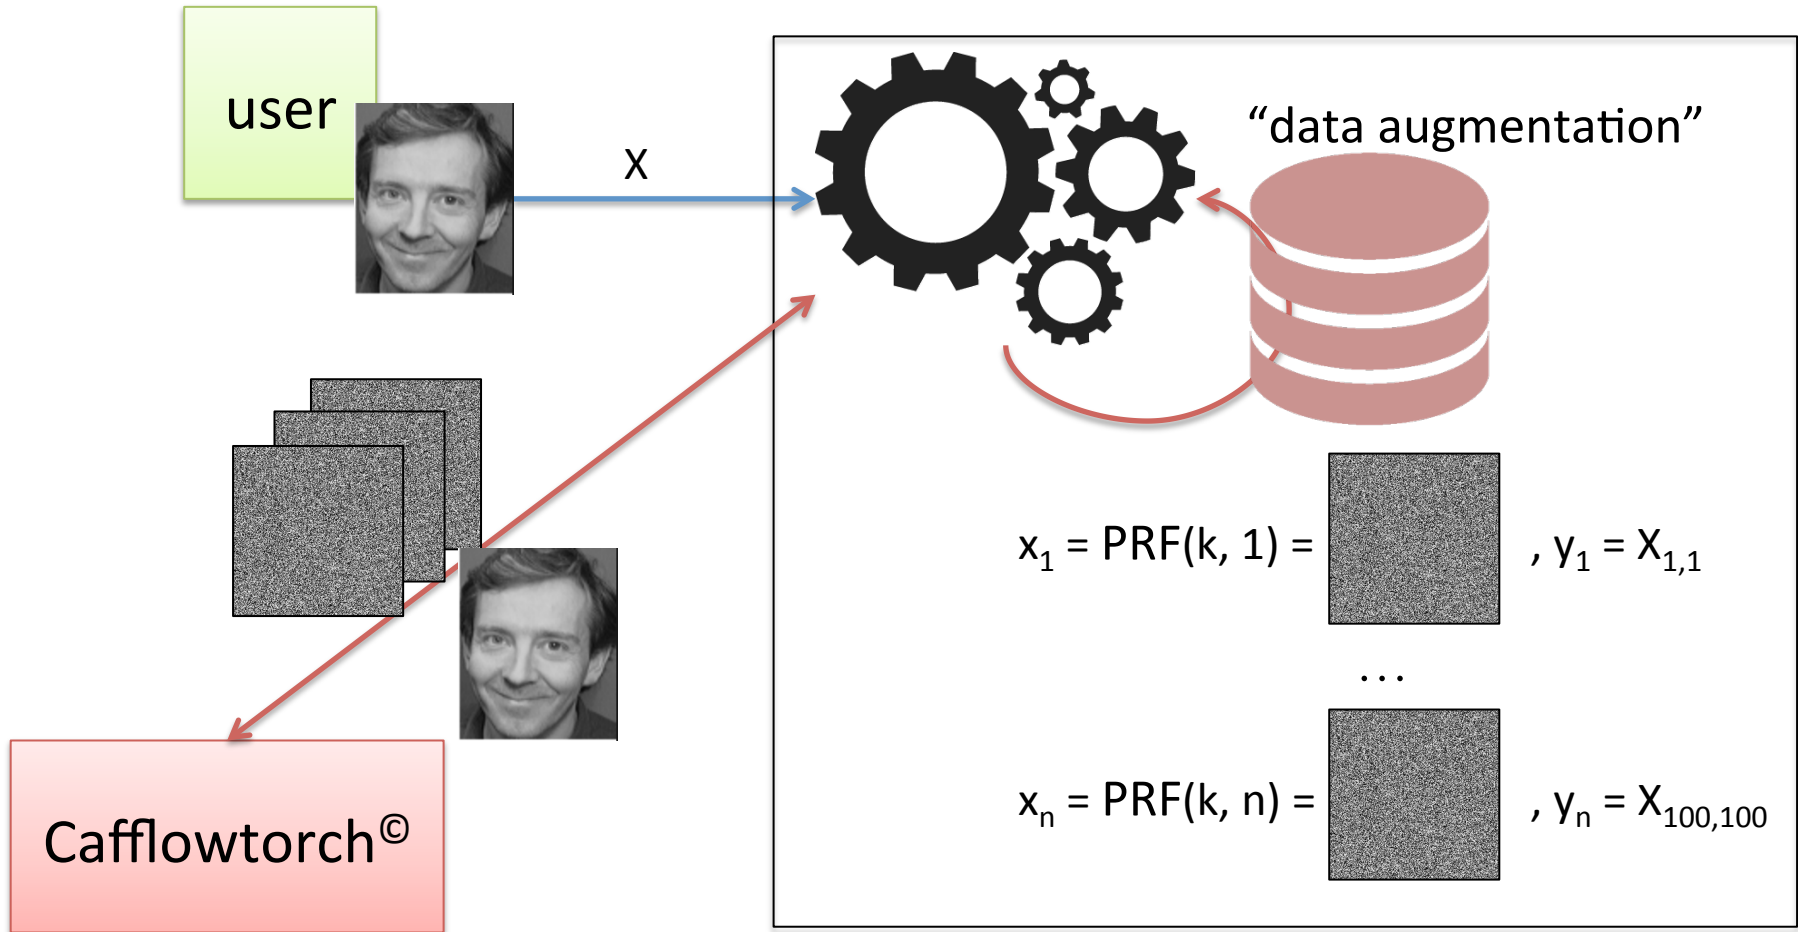 user
X
“data augmentation”
x₁ = PRF(k, 1) = , y₁ = X₁,₁
...
xₙ = PRF(k, n) = , yₙ = X₁₀₀,₁₀₀
Cafflowtorch©